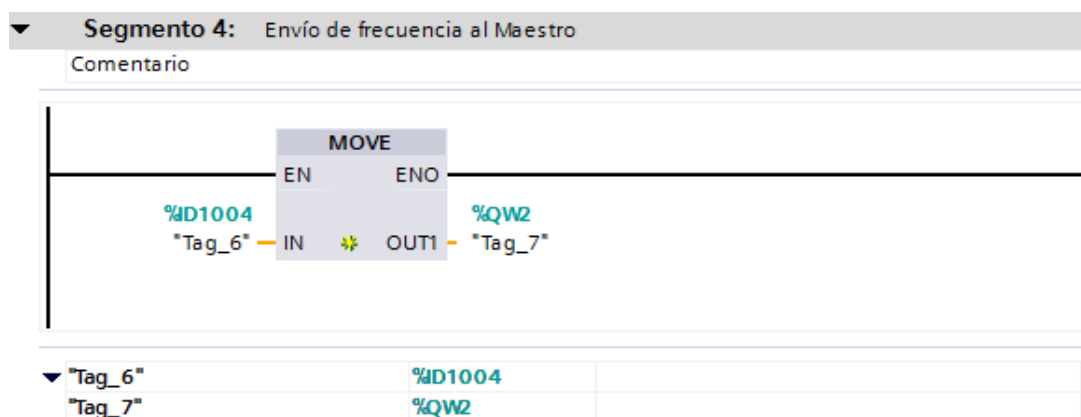 Segmento 4: Envío de frecuencia al Maestro
Comentario
MOVE
EN ENO
%ID1004 %QW2
"Tag_6" IN OUT1 "Tag_7"
"Tag_6" %ID1004
"Tag_7" %QW2